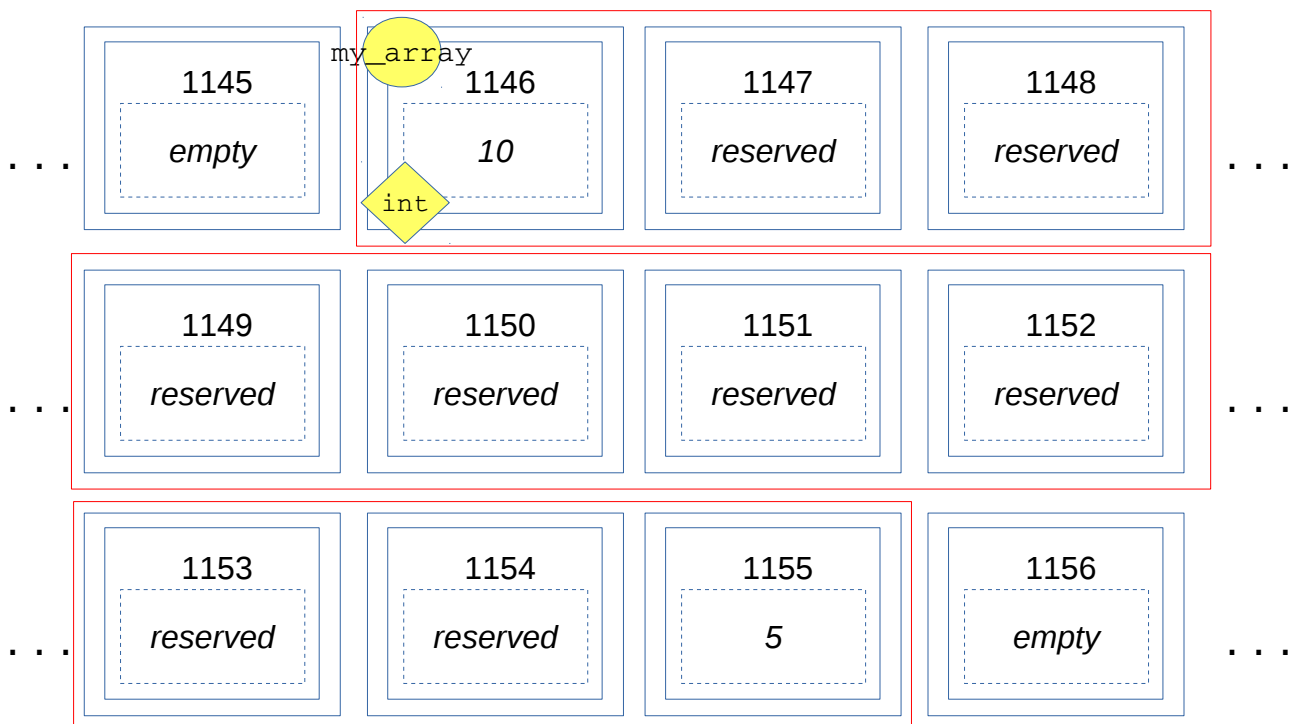 my_array
1145 1146 1147 1148
... empty 10 reserved reserved ...
int
1149 1150 1151 1152
... reserved reserved reserved reserved ...
1153 1154 1155 1156
... reserved reserved 5 empty ...